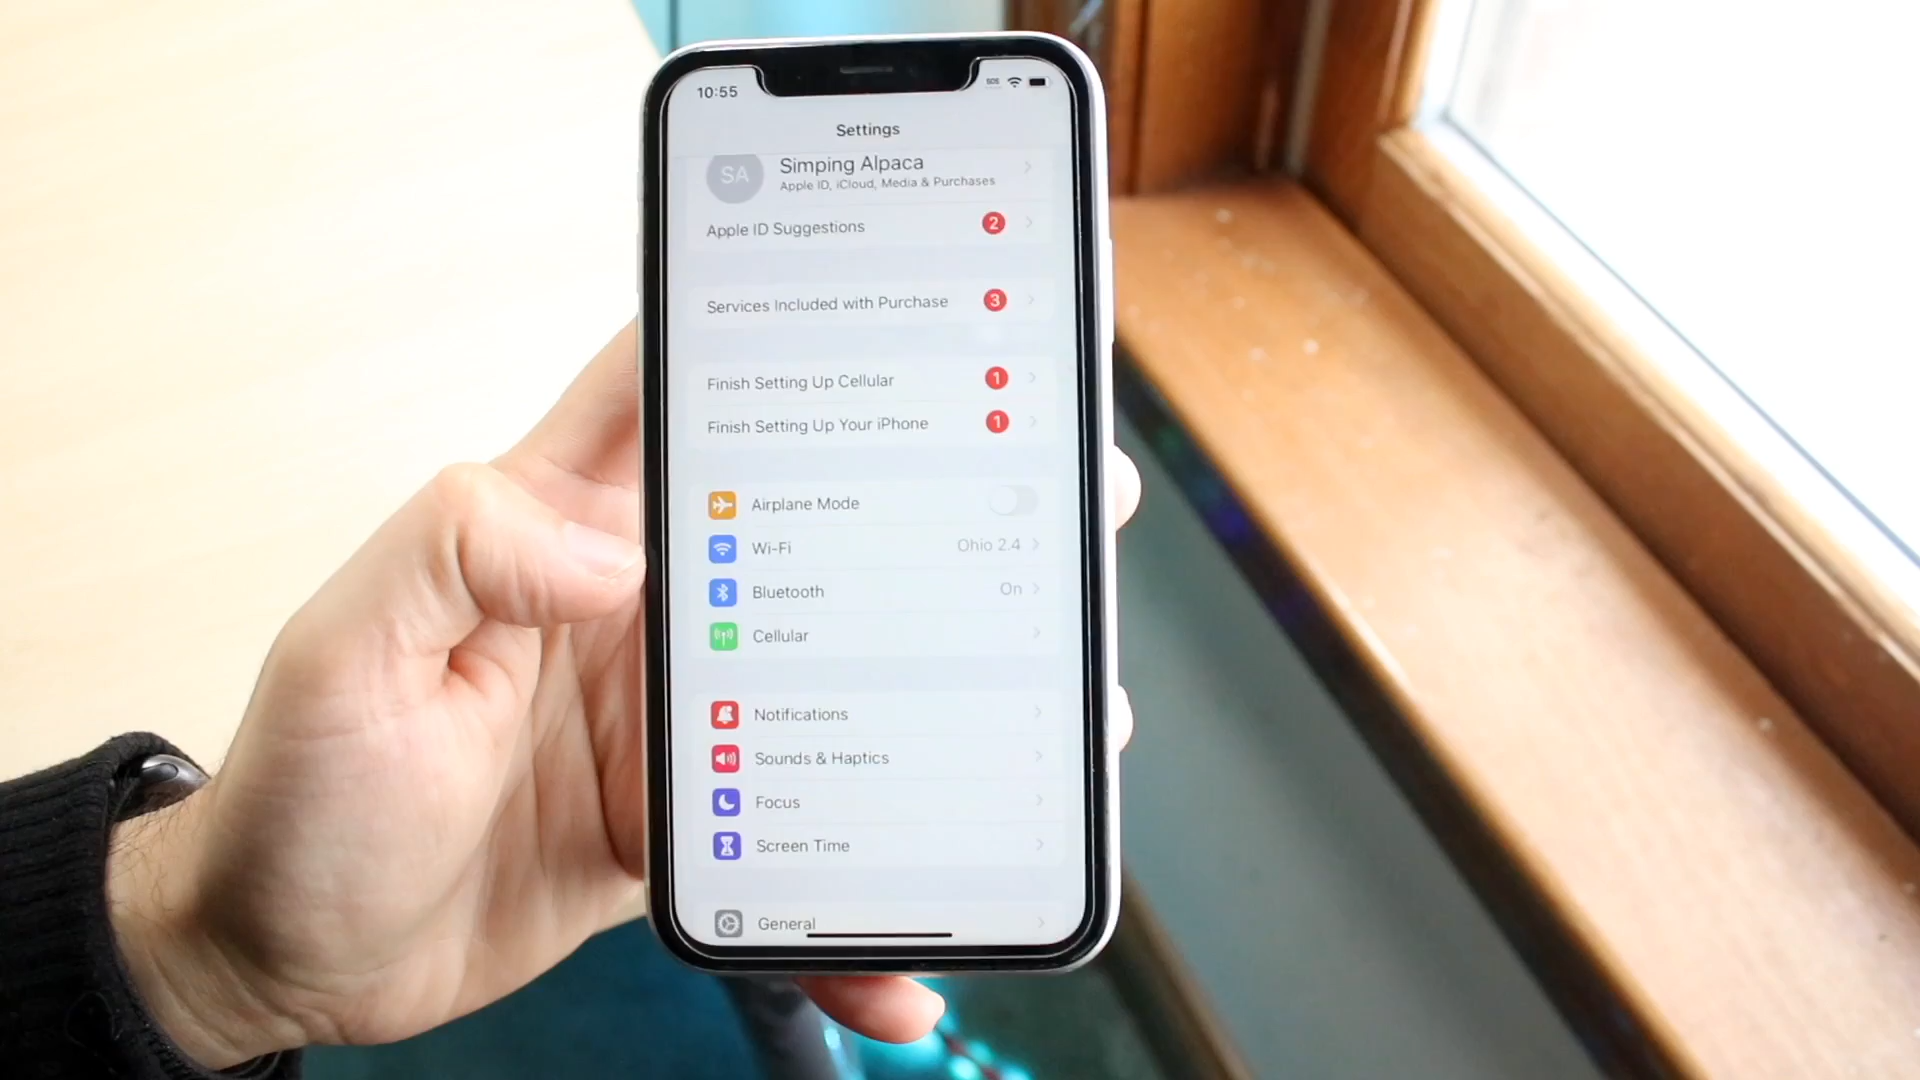 10:55
SOS
Settings
SA
Simping Alpaca
Apple ID, iCloud, Media & Purchases
Apple ID Suggestions 2
Services Included with Purchase 3
Finish Setting Up Cellular 1
Finish Setting Up Your iPhone 1
Airplane Mode
Wi-Fi Ohio 2.4
Bluetooth On
Cellular
Notifications
Sounds & Haptics
Focus
Screen Time
General